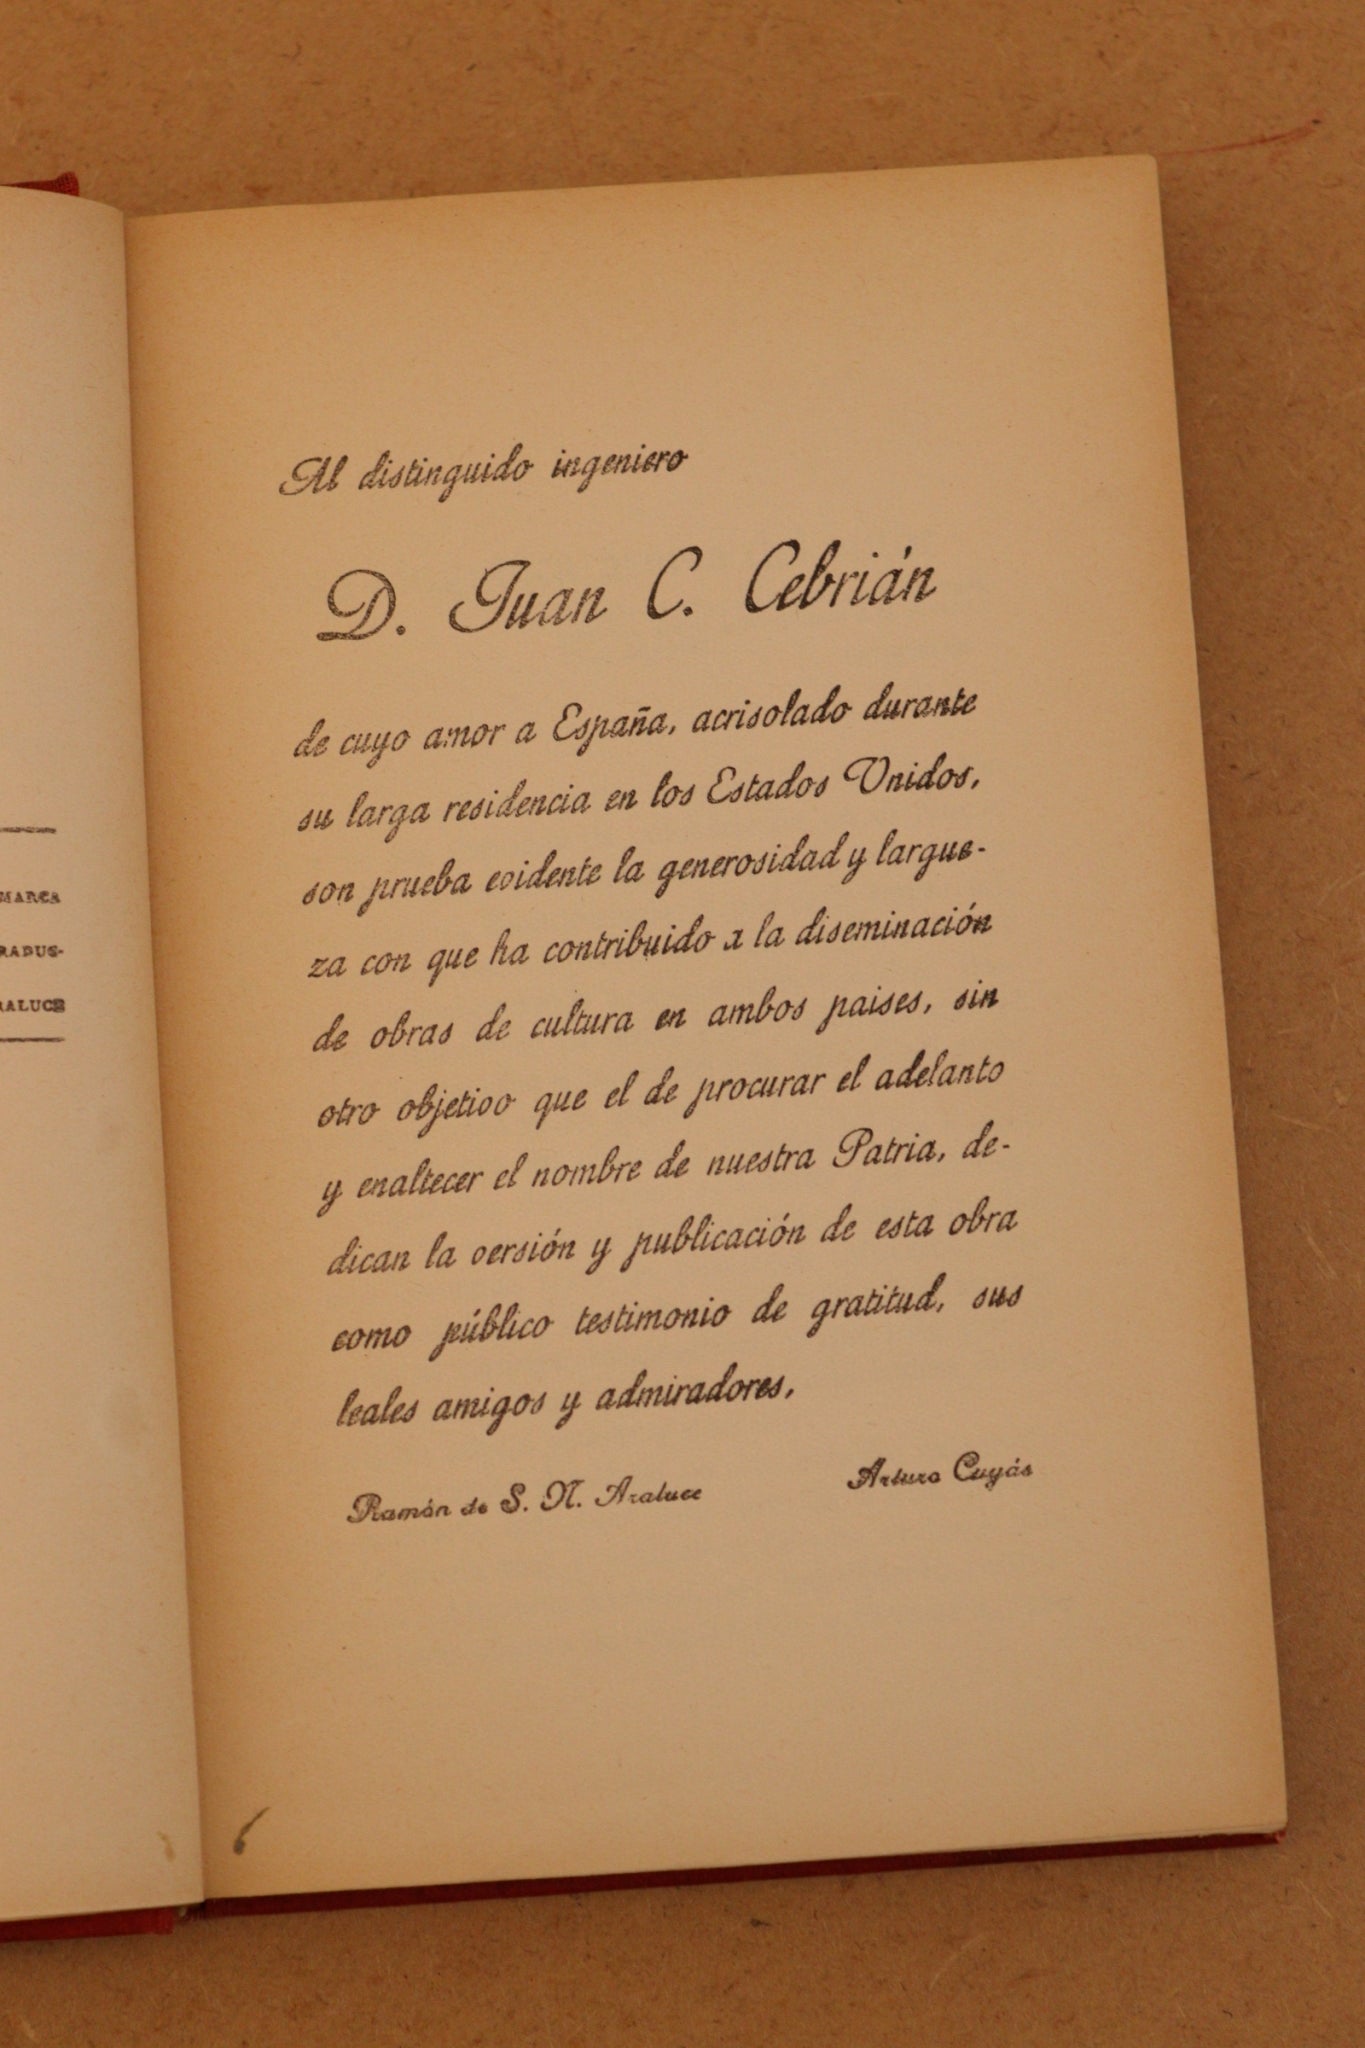 MARCA
RALUCE
Al distinguido ingeniero
D. Juan C. Cebrián
de cuyo amor a España, acrisolado durante
su larga residencia en los Estados Unidos,
son prueba evidente la generosidad y largue-
za con que ha contribuido a la diseminación
de obras de cultura en ambos paises, sin
otro objetivo que el de procurar el adelanto
y enaltecer el nombre de nuestra Patria, de-
dican la versión y publicación de esta obra
como público testimonio de gratitud, sus
leales amigos y admiradores,
Ramón de S. N. Araluce Arturo Cuyás